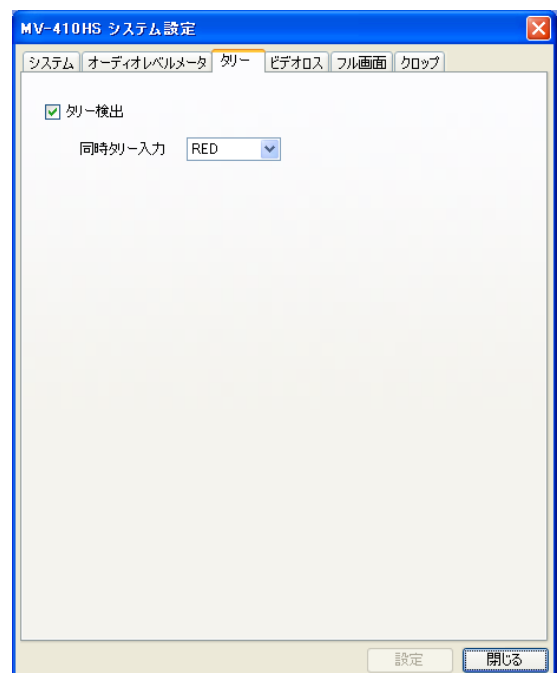 MV-410HS システム設定
システム オーディオレベルメータ タリー ビデオロス フル画面 クロップ
タリー検出
同時タリー入力 RED
設定 閉じる